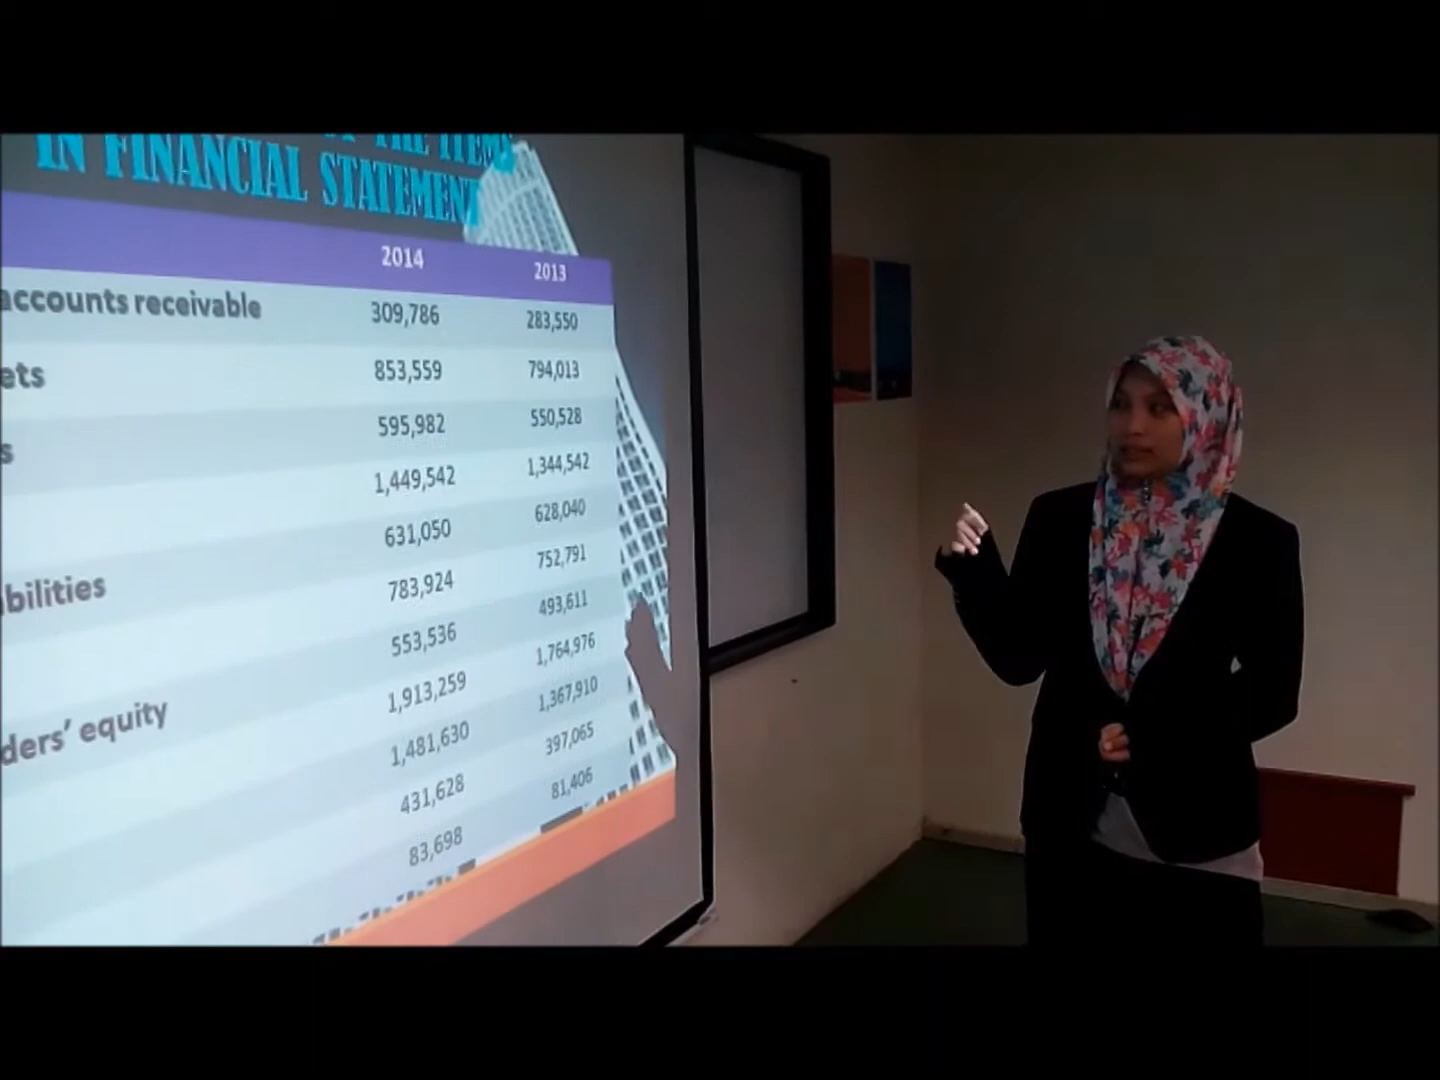 THE ITEMS
IN FINANCIAL STATEMENT
2014 2013
accounts receivable 309,786 283,550
ets 853,559 794,013
s 595,982 550,528
1,449,542 1,344,542
631,050 628,040
bilities 783,924 752,791
553,536 493,611
ders’ equity 1,913,259 1,764,976
1,481,630 1,367,910
431,628 397,065
83,698 81,406